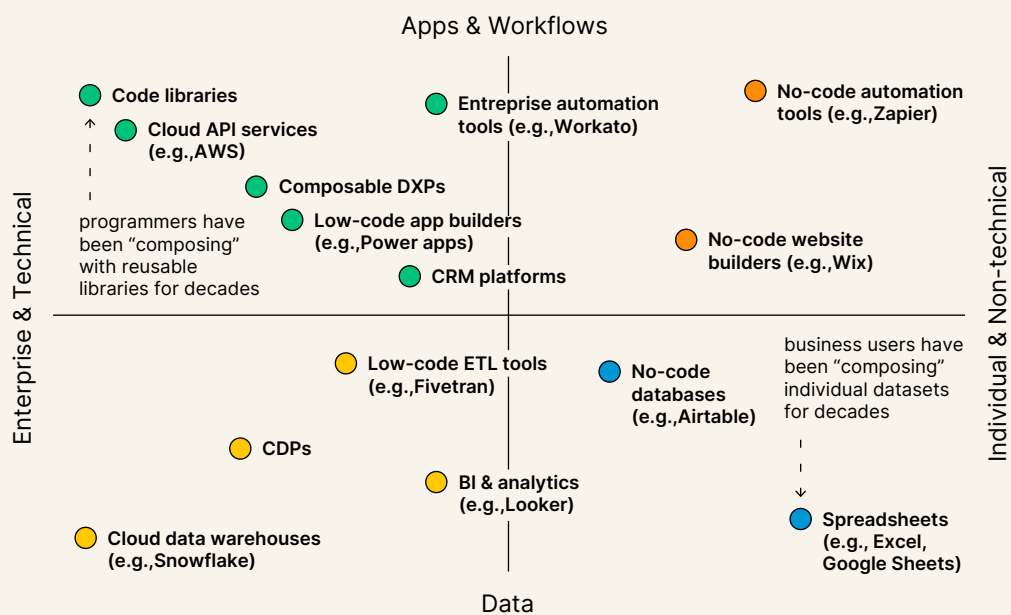 Apps & Workflows
Code libraries
Cloud API services
(e.g.,AWS)
Entreprise automation
tools (e.g.,Workato)
No-code automation
tools (e.g.,Zapier)
Composable DXPs
programmers have
been “composing”
with reusable
libraries for decades
Low-code app builders
(e.g.,Power apps)
No-code website
builders (e.g.,Wix)
CRM platforms
Enterprise & Technical
Individual & Non-technical
Low-code ETL tools
(e.g.,Fivetran)
No-code
databases
(e.g.,Airtable)
business users have
been “composing”
individual datasets
for decades
CDPs
BI & analytics
(e.g.,Looker)
Cloud data warehouses
(e.g.,Snowflake)
Spreadsheets
(e.g., Excel,
Google Sheets)
Data